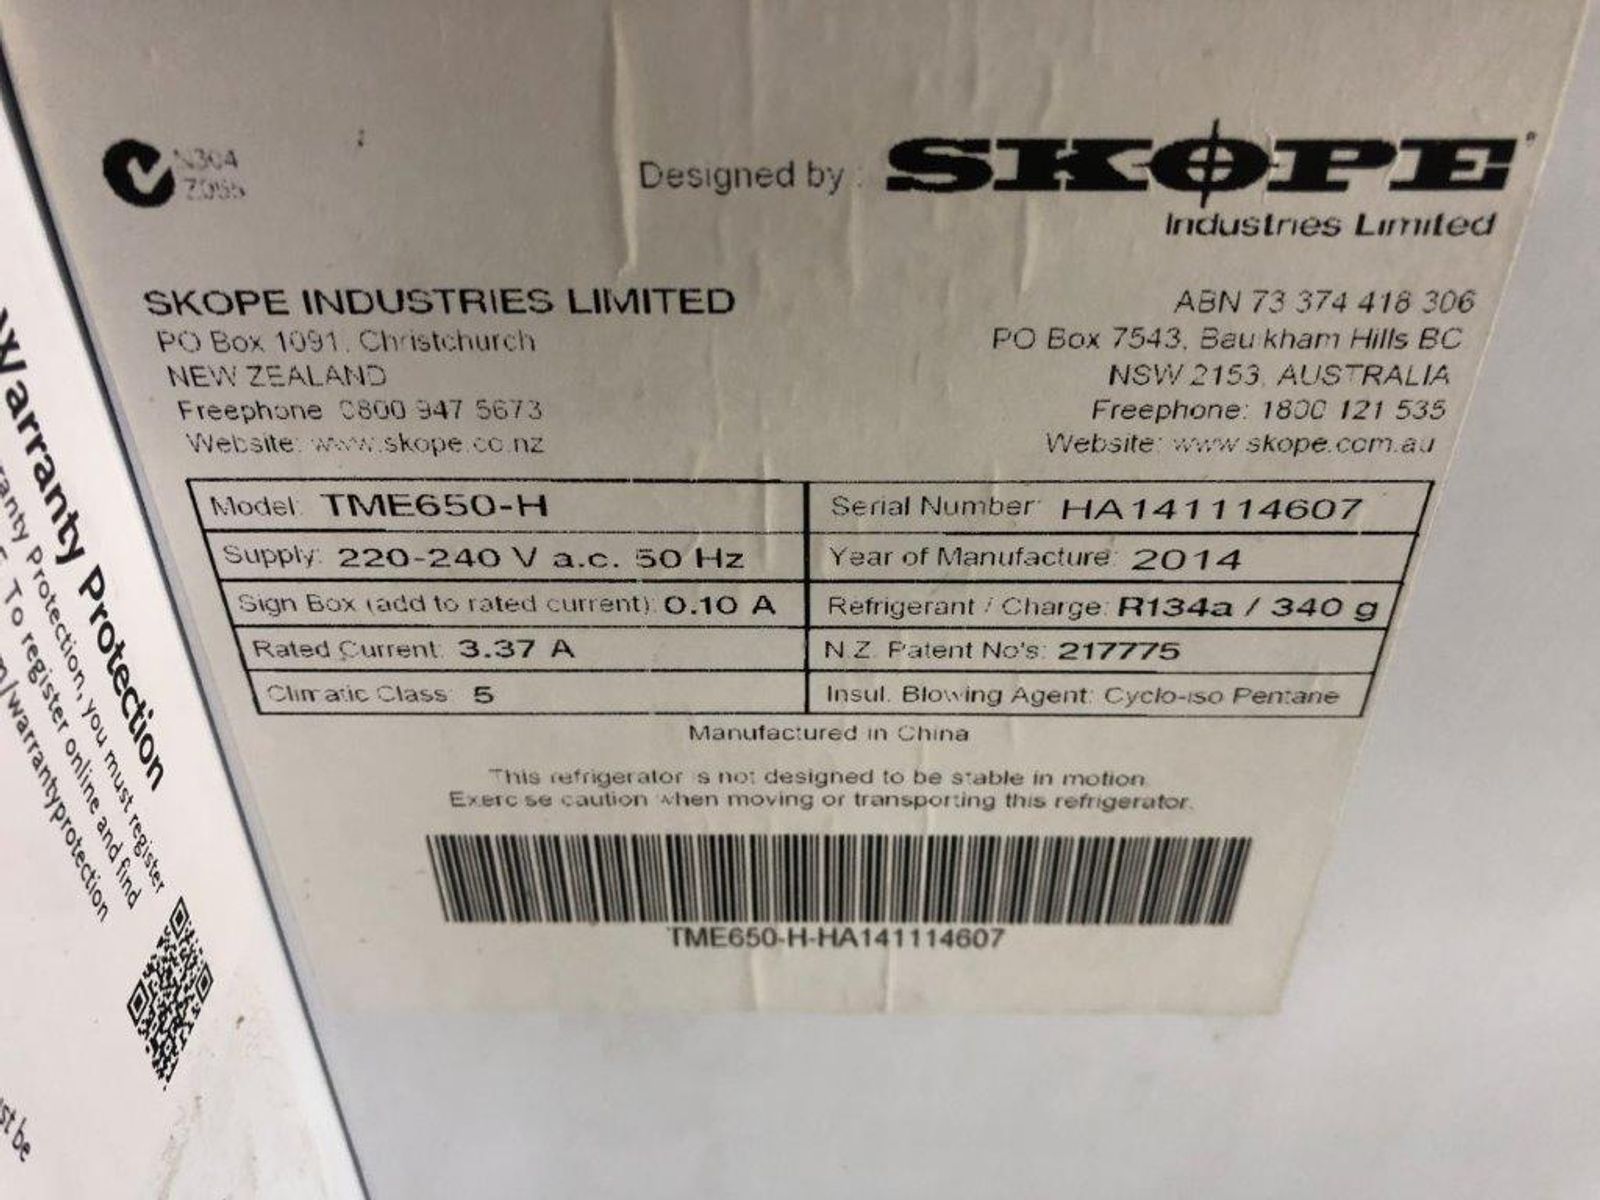 N304
Designed by : SKOPE
Industries Limited
SKOPE INDUSTRIES LIMITED
PO Box 1091, Christchurch
NEW ZEALAND
Freephone 0800 947 5673
Website: www.skope.co.nz
ABN 73 374 418 306
PO Box 7543, Baulkham Hills BC
NSW 2153, AUSTRALIA
Freephone: 1800 121 535
Website: www.skope.com.au
Model: TME650-H
Serial Number: HA141114607
Supply: 220-240 V a.c. 50 Hz
Year of Manufacture: 2014
Sign Box (add to rated current): 0.10 A
Refrigerant / Charge: R134a / 340 g
Rated Current: 3.37 A
N.Z. Patent No's: 217775
Climatic Class: 5
Insul. Blowing Agent: Cyclo-iso Pentane
Manufactured in China
This refrigerator is not designed to be stable in motion.
Exercise caution when moving or transporting this refrigerator.
TME650-H-HA141114607
Warranty Protection
Protection, you must register
To register online and find
/warrantyprotection
be